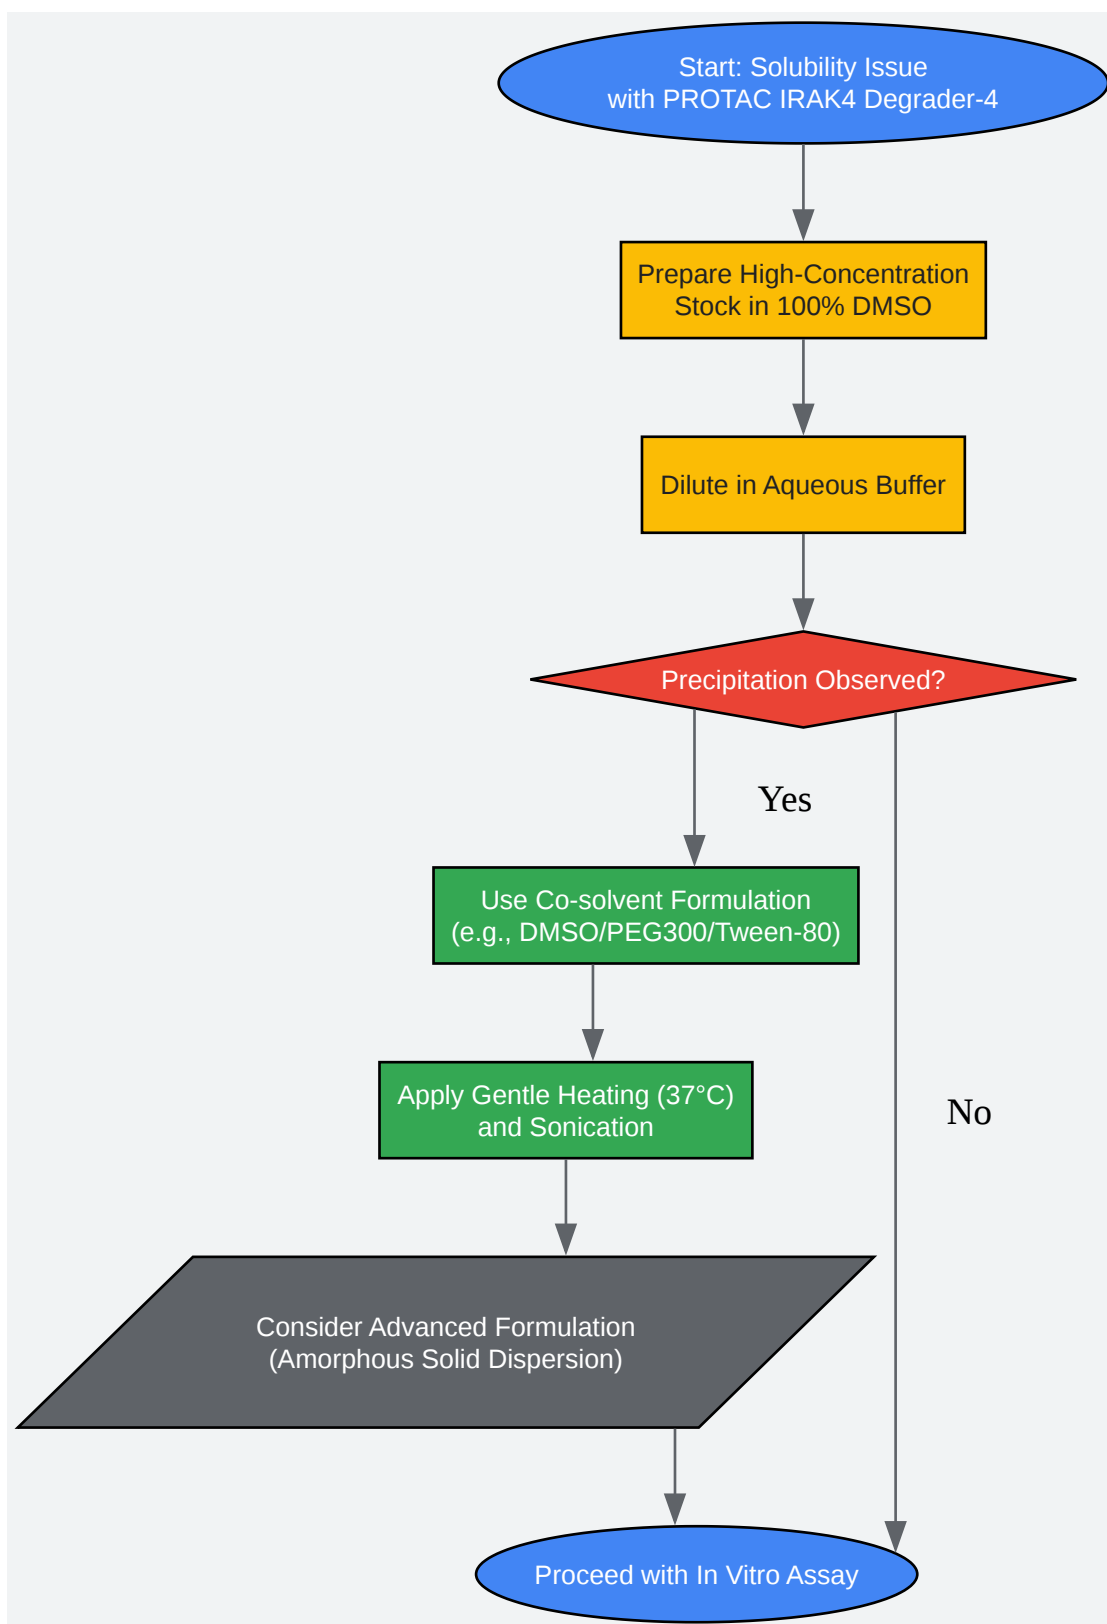 Start: Solubility Issue
with PROTAC IRAK4 Degrader-4
Prepare High-Concentration
Stock in 100% DMSO
Dilute in Aqueous Buffer
Precipitation Observed?
Yes
Use Co-solvent Formulation
(e.g., DMSO/PEG300/Tween-80)
Apply Gentle Heating (37°C)
and Sonication
No
Consider Advanced Formulation
(Amorphous Solid Dispersion)
Proceed with In Vitro Assay